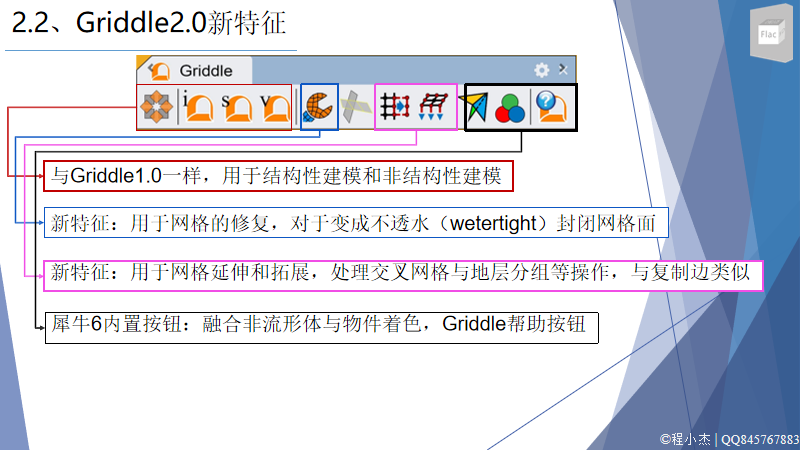 2.2、Griddle2.0新特征
Flac
Griddle
i S V
与Griddle1.0一样，用于结构性建模和非结构性建模
新特征：用于网格的修复，对于变成不透水（wetertight）封闭网格面
新特征：用于网格延伸和拓展，处理交叉网格与地层分组等操作，与复制边类似
犀牛6内置按钮：融合非流形体与物件着色，Griddle帮助按钮
©程小杰 | QQ845767883